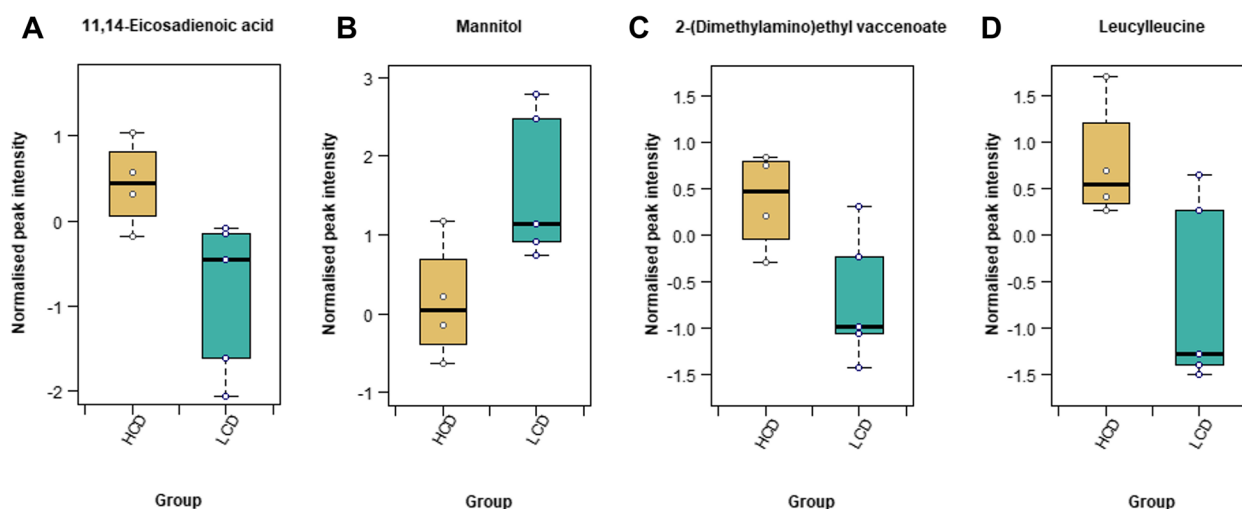 A 11,14-Eicosadienoic acid
Normalised peak intensity
1
0
-1
-2
HCD
LCD
Group
B Mannitol
Normalised peak intensity
3
2
1
0
-1
HCD
LCD
Group
C 2-(Dimethylamino)ethyl vaccenoate
Normalised peak intensity
1.5
1.0
0.5
0.0
-0.5
-1.0
-1.5
HCD
LCD
Group
D Leucylleucine
Normalised peak intensity
1.5
1.0
0.5
0.0
-0.5
-1.0
-1.5
HCD
LCD
Group